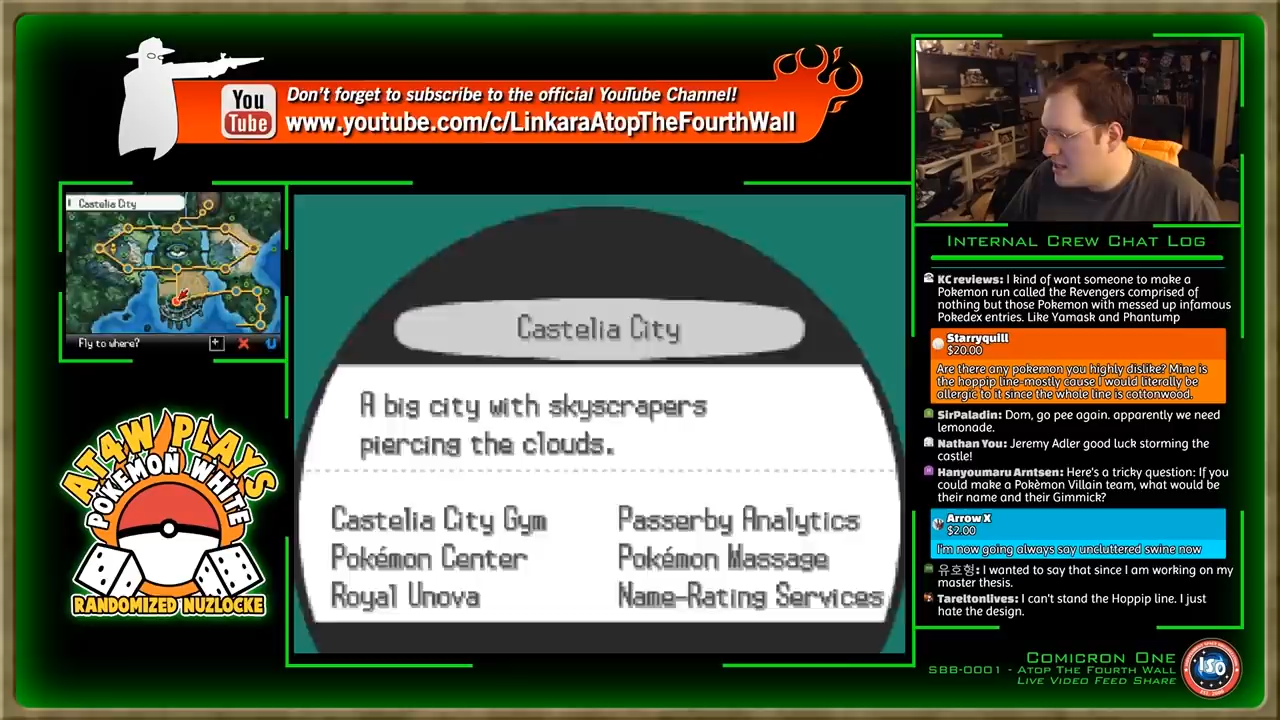 Don't forget to subscribe to the official YouTube Channel!
You
Tube
www.youtube.com/c/LinkaraAtopTheFourthWall
Castelia City
Fly to where?
Castelia City
A big city with skyscrapers
piercing the clouds.
Castelia City Gym
Passerby Analytics
Pokémon Center
Pokémon Massage
Royal Unova
Name-Rating Services
AT4W PLAYS
POKÉMON WHITE
RANDOMIZED NUZLOCKE
INTERNAL CREW CHAT LOG
KC reviews: I kind of want someone to make a
Pokemon run called the Revengers comprised of
nothing but those Pokemon with messed up infamous
Pokedex entries. Like Yamask and Phantump
Starryquill
$20.00
Are there any pokemon you highly dislike? Mine is
the hoppip line-mostly cause I would literally be
allergic to it since the whole line is cottonwood.
SirPaladin: Dom, go pee again. apparently we need
lemonade.
Nathan You: Jeremy Adler good luck storming the
castle!
Hanyoumaru Arntsen: Here's a tricky question: If you
could make a Pokèmon Villain team, what would be
their name and their Gimmick?
Arrow X
$2.00
I'm now going always say uncluttered swine now
유호형: I wanted to say that since I am working on my
master thesis.
Tareltonlives: I can't stand the Hoppip line. I just
hate the design.
COMICRON ONE
SBB-0001 - ATOP THE FOURTH WALL
LIVE VIDEO FEED SHARE
ISO